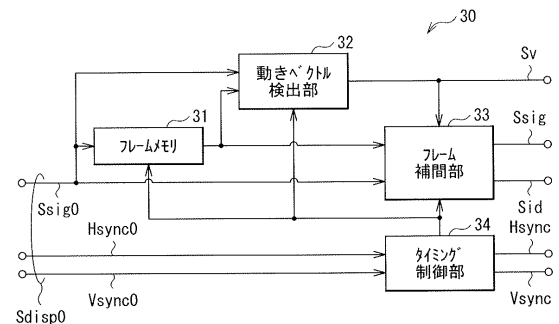 30
32
動きベクトル
検出部
Sv
31
フレームメモリ
33
フレーム
補間部
Ssig
Sid
Ssig0
34
タイミング
制御部
Hsync0
Hsync
Vsync0
Vsync
Sdisp0